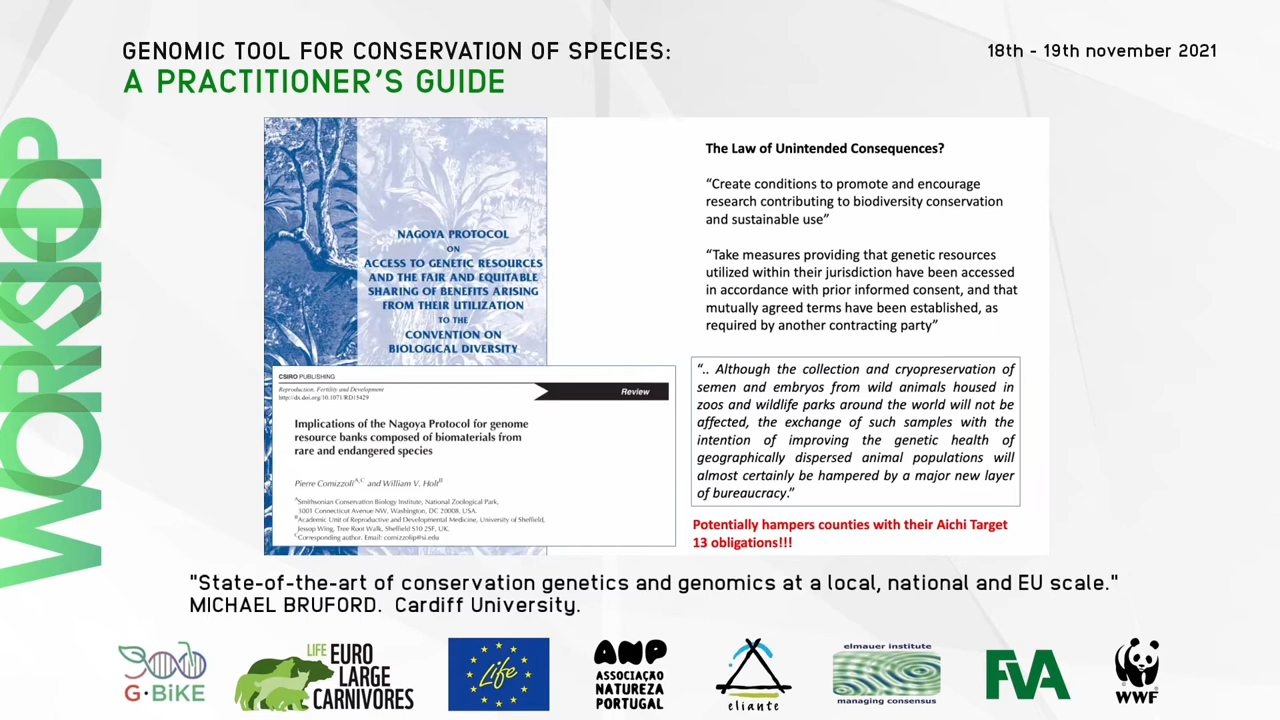 GENOMIC TOOL FOR CONSERVATION OF SPECIES:
A PRACTITIONER'S GUIDE
18th - 19th november 2021
WORKSHOP
NAGOYA PROTOCOL
ON
ACCESS TO GENETIC RESOURCES
AND THE FAIR AND EQUITABLE
SHARING OF BENEFITS ARISING
FROM THEIR UTILIZATION
TO THE
CONVENTION ON
BIOLOGICAL DIVERSITY
CSIRO PUBLISHING
Reproduction, Fertility and Development
http://dx.doi.org/10.1071/RD15429
Review
Implications of the Nagoya Protocol for genome
resource banks composed of biomaterials from
rare and endangered species
Pierre Comizzoli A,C and William V. Holt B
A Smithsonian Conservation Biology Institute, National Zoological Park,
3001 Connecticut Avenue NW, Washington, DC 20008, USA.
B Academic Unit of Reproductive and Developmental Medicine, University of Sheffield,
Jessop Wing, Tree Root Walk, Sheffield S10 2SF, UK.
C Corresponding author. Email: comizzolip@si.edu
The Law of Unintended Consequences?
“Create conditions to promote and encourage
research contributing to biodiversity conservation
and sustainable use”
“Take measures providing that genetic resources
utilized within their jurisdiction have been accessed
in accordance with prior informed consent, and that
mutually agreed terms have been established, as
required by another contracting party”
“.. Although the collection and cryopreservation of
semen and embryos from wild animals housed in
zoos and wildlife parks around the world will not be
affected, the exchange of such samples with the
intention of improving the genetic health of
geographically dispersed animal populations will
almost certainly be hampered by a major new layer
of bureaucracy.”
Potentially hampers counties with their Aichi Target
13 obligations!!!
"State-of-the-art of conservation genetics and genomics at a local, national and EU scale."
MICHAEL BRUFORD. Cardiff University.
G·BiKE
LIFE EURO
LARGE
CARNIVORES
Life
ANP
ASSOCIAÇÃO
NATUREZA
PORTUGAL
eliante
elmauer institute
managing consensus
FVA
WWF